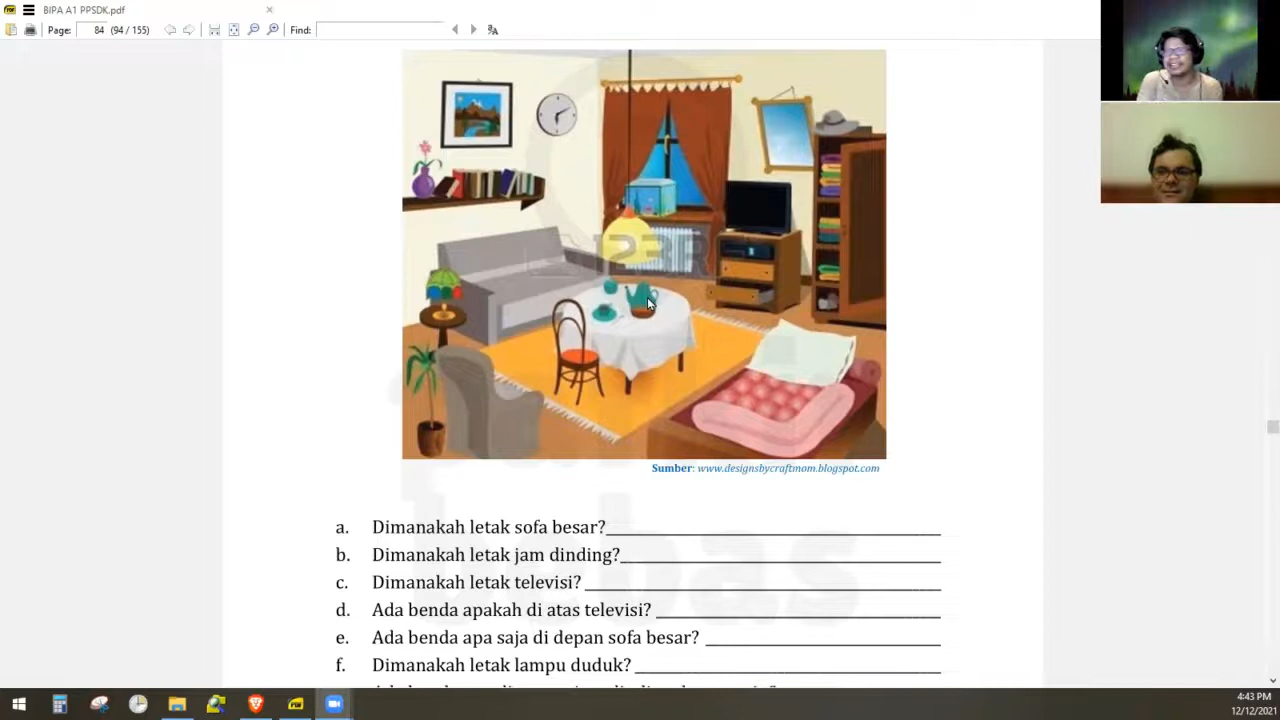 BIPA A1 PPSDK.pdf
Page: 84 (94 / 155) Find:
123R
Sumber: www.designsbycraftmom.blogspot.com
a. Dimanakah letak sofa besar?
b. Dimanakah letak jam dinding?
c. Dimanakah letak televisi?
d. Ada benda apakah di atas televisi?
e. Ada benda apa saja di depan sofa besar?
f. Dimanakah letak lampu duduk?
bebas
4:43 PM
12/12/2021